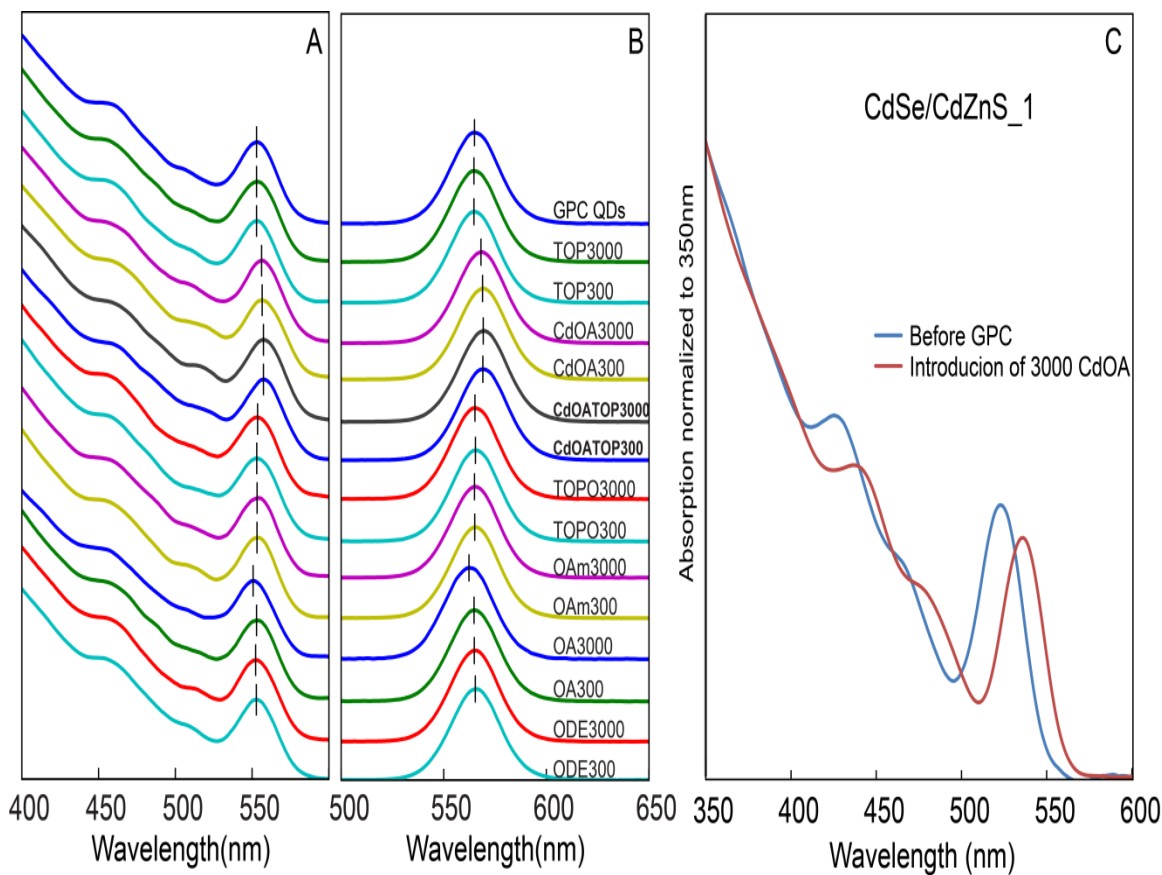 A
B
C
GPC QDs
TOP3000
TOP300
CdOA3000
CdOA300
CdOATOP3000
CdOATOP300
TOPO3000
TOPO300
OAm3000
OAm300
OA3000
OA300
ODE3000
ODE300
400 450 500 550
Wavelength(nm)
500 550 600 650
Wavelength(nm)
CdSe/CdZnS_1
Before GPC
Introducion of 3000 CdOA
Absorption normalized to 350nm
350 400 450 500 550 600
Wavelength (nm)